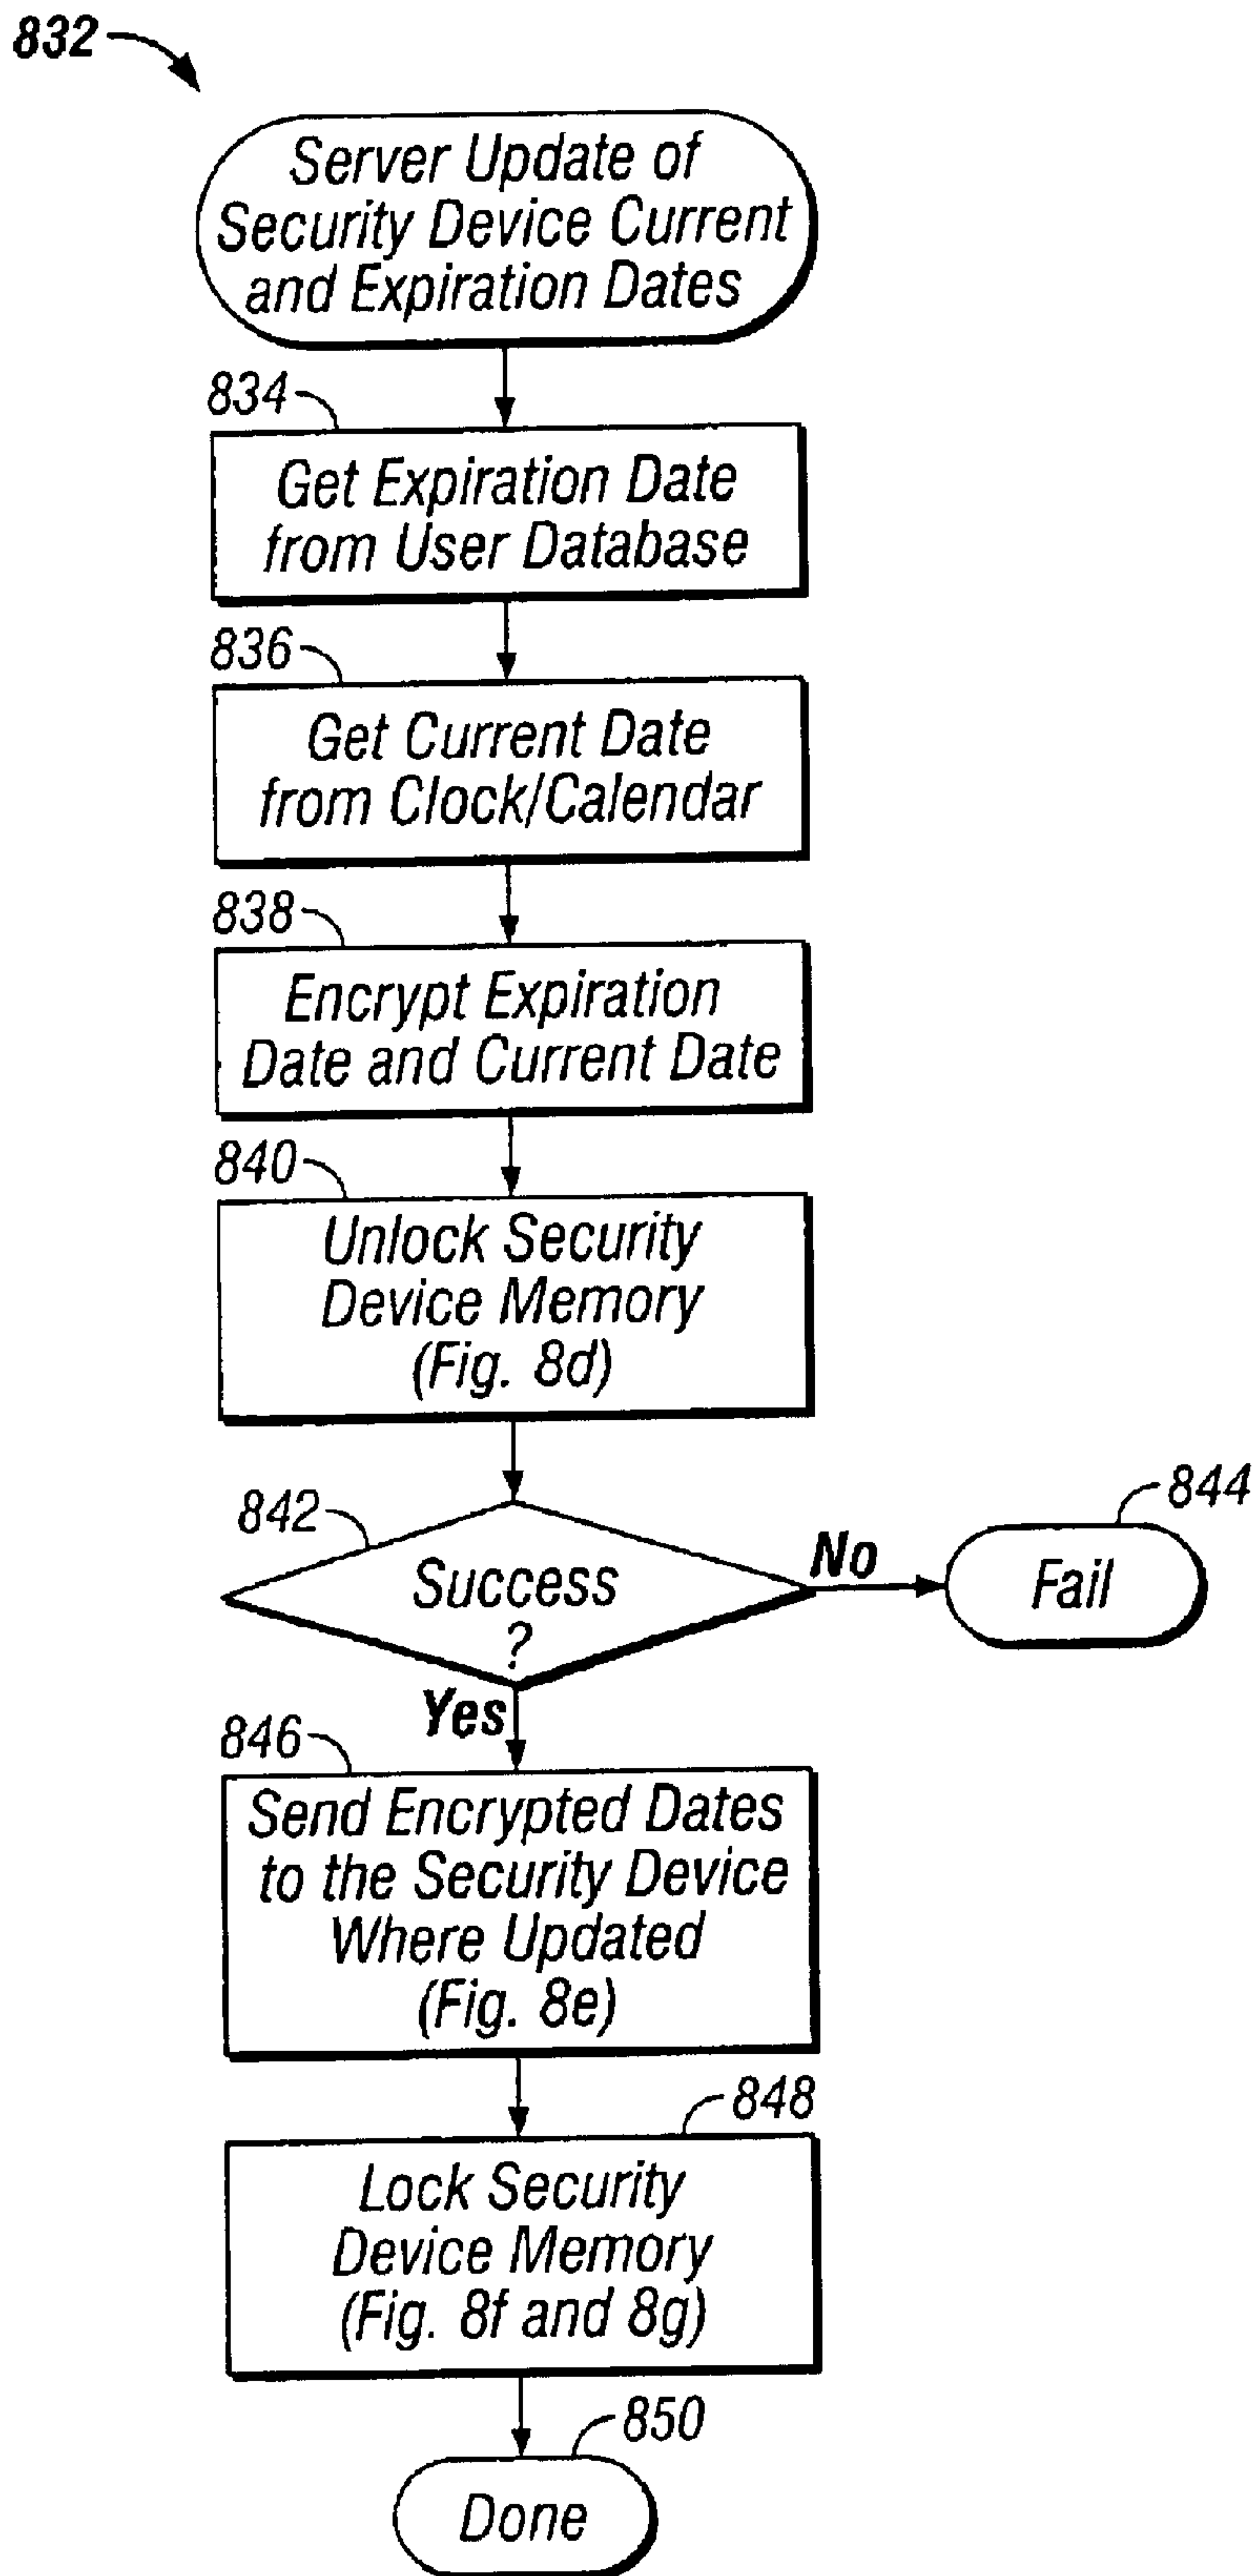 832
Server Update of
Security Device Current
and Expiration Dates
834
Get Expiration Date
from User Database
836
Get Current Date
from Clock/Calendar
838
Encrypt Expiration
Date and Current Date
840
Unlock Security
Device Memory
(Fig. 8d)
842
Success
?
No
844
Fail
Yes
846
Send Encrypted Dates
to the Security Device
Where Updated
(Fig. 8e)
848
Lock Security
Device Memory
(Fig. 8f and 8g)
850
Done